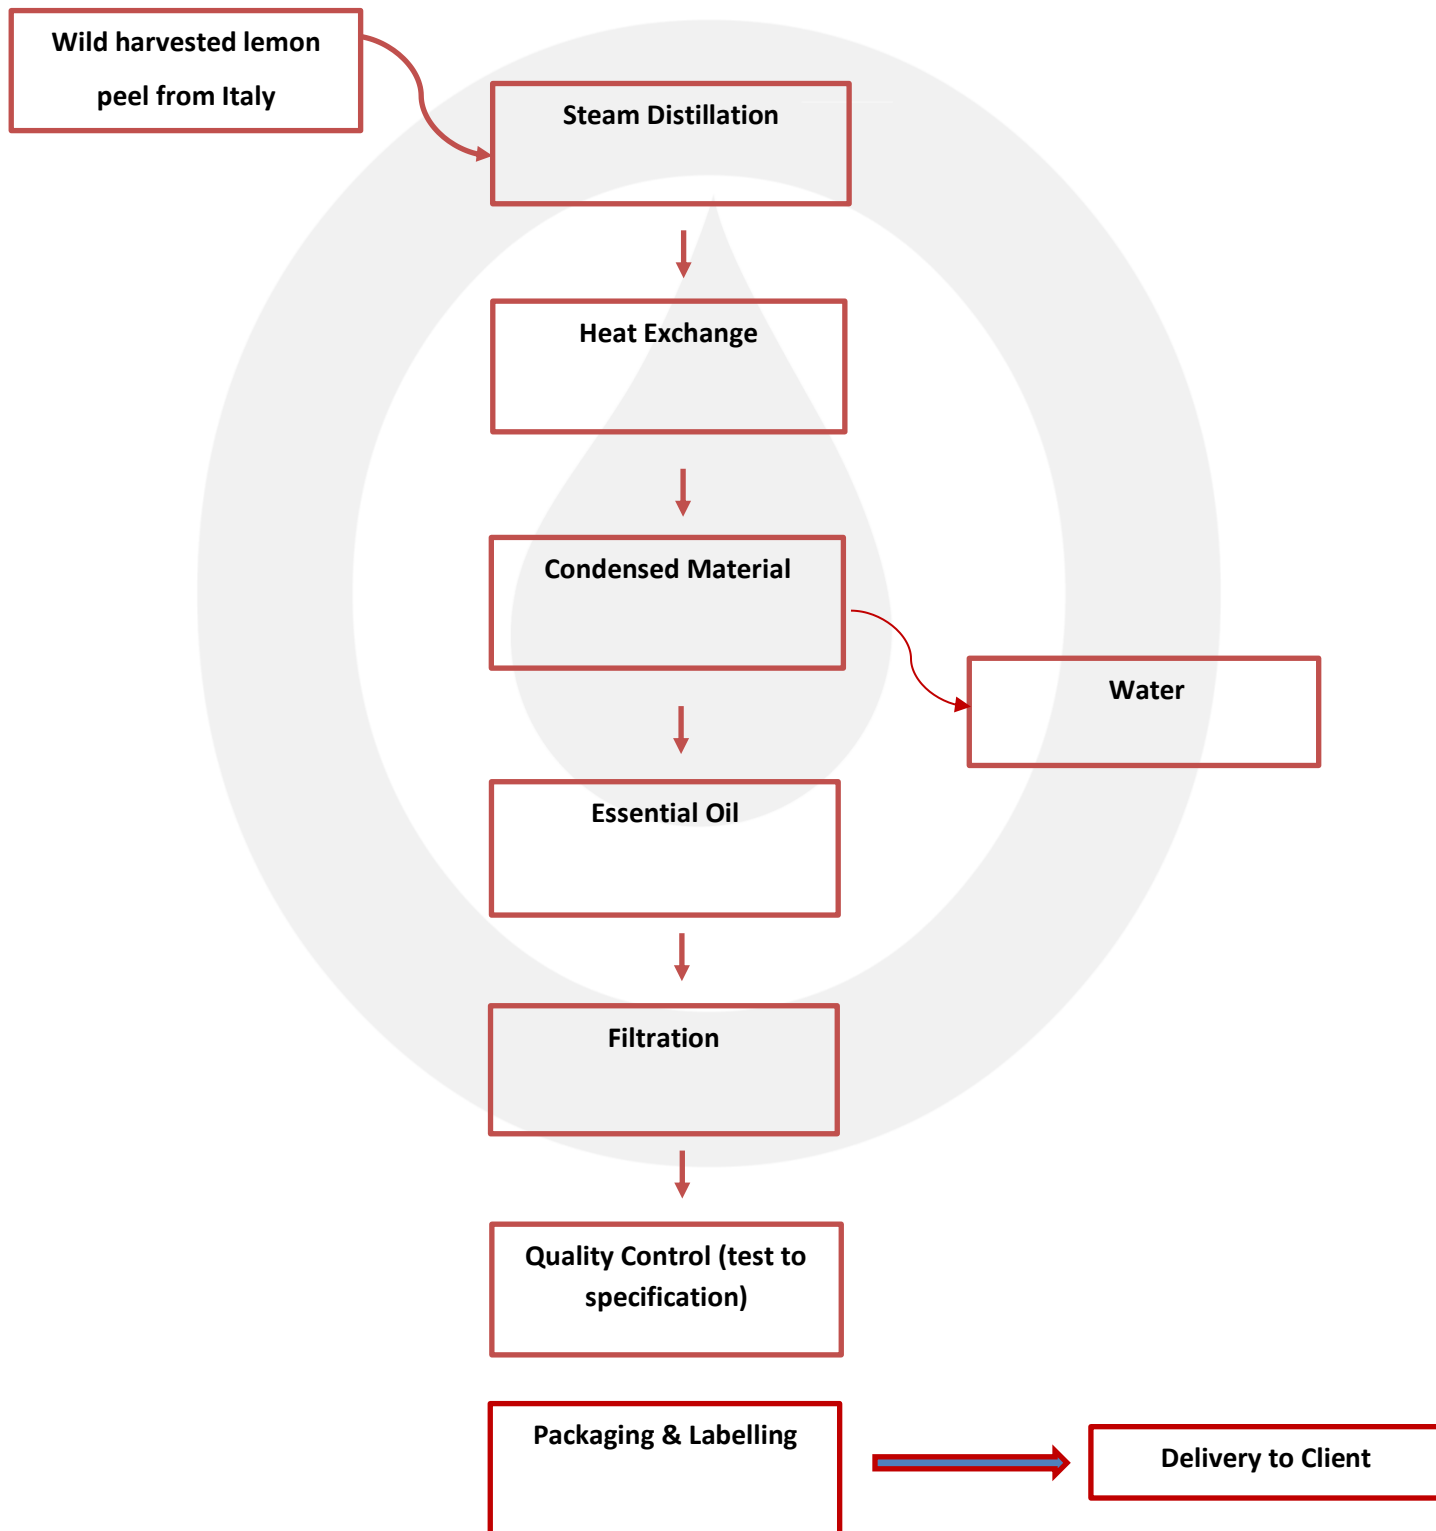 Wild harvested lemon
peel from Italy
Steam Distillation
Heat Exchange
Condensed Material
Water
Essential Oil
Filtration
Quality Control (test to
specification)
Packaging & Labelling
Delivery to Client